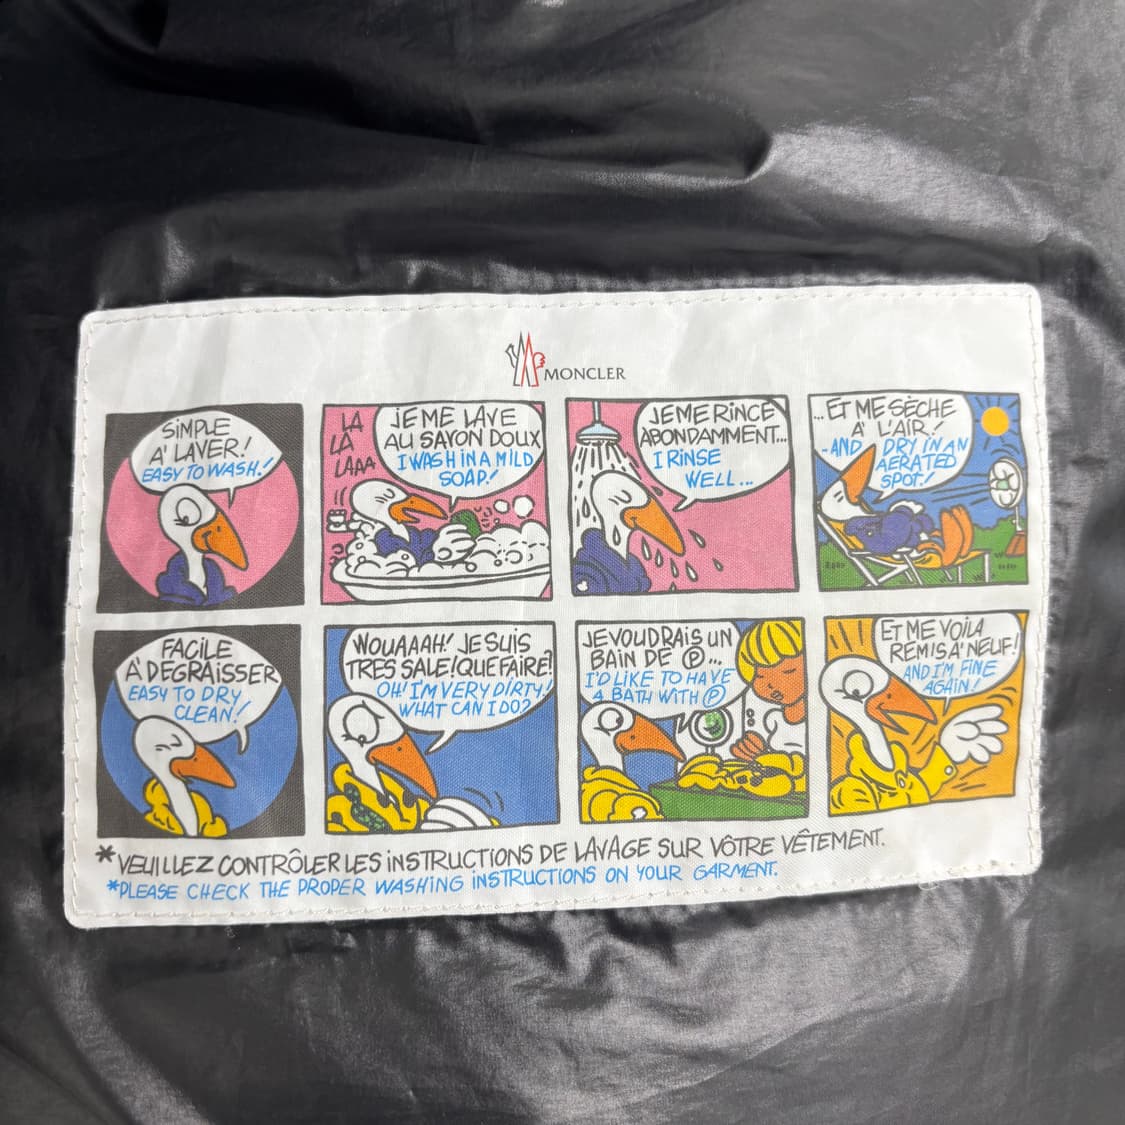 MONCLER
SiMPLE
A' LAVER!
EASY TO WASH!
LA
LA
LAAA
JE ME LAVE
AU SAVON DOUX
I WASH IN A MILD
SOAP!
JE ME RINCE
ABONDAMMENT...
I RiNSE
WELL...
...ET ME SÈCHE
A' L'AIR!
-AND DRY IN AN
AERATED
SPOT!
FACILE
A' DEGRAiSSER
EASY TO DRY
CLEAN!
WOUAAAH! JE SUiS
TRES SALE! QUE FAIRE?
OH! I'M VERY DIRTY!
WHAT CAN I DO?
JE VOUDRAIS UN
BAIN DE Ⓟ...
I'D LIKE TO HAVE
A BATH WITH Ⓟ
ET ME VOILA
REMIS A' NEUF!
AND I'M FINE
AGAIN!
*VEUILLEZ CONTRÔLER LES iNSTRUCTiONS DE LAVAGE SUR VÔTRE VÊTEMENT.
*PLEASE CHECK THE PROPER WASHING iNSTRUCTIONS ON YOUR GARMENT.